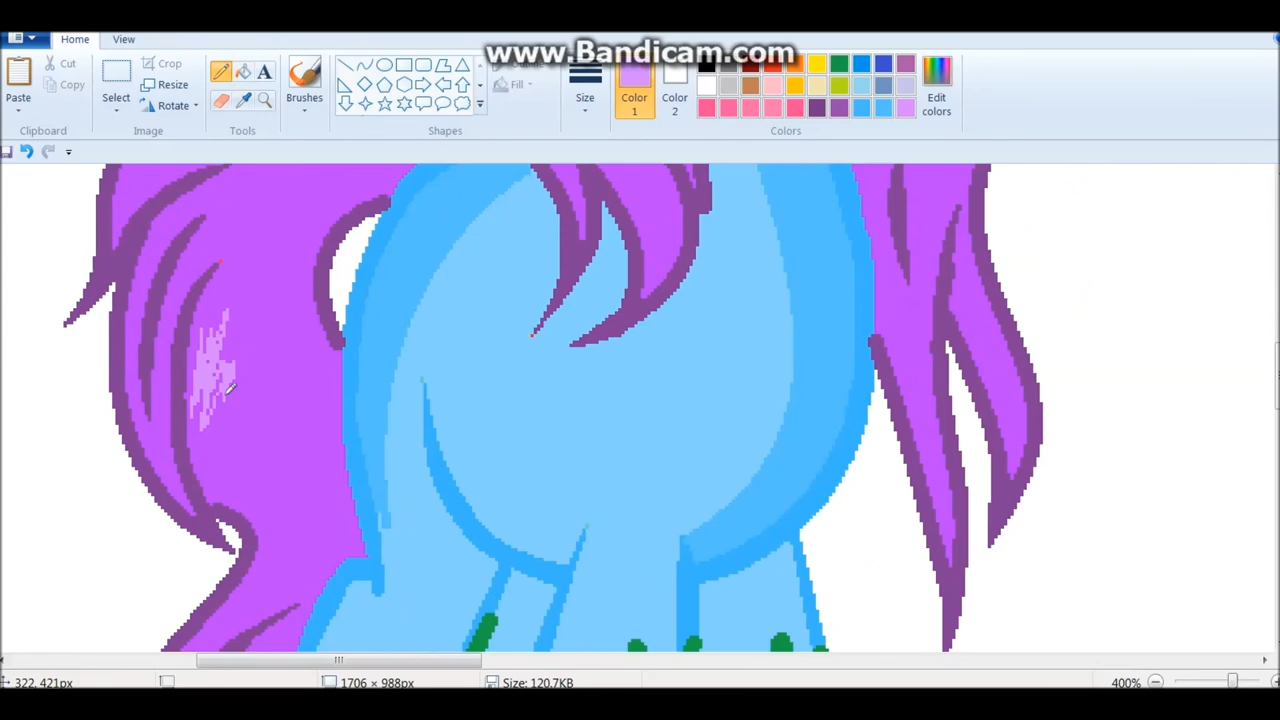 www.Bandicam.com
Home View
Paste
Cut
Copy
Clipboard
Select
Crop
Resize
Rotate
Image
A
Tools
Brushes
Fill
Shapes
Size
Color 1
Color 2
Edit colors
Colors
322, 421px
1706 × 988px
Size: 120.7KB
400%